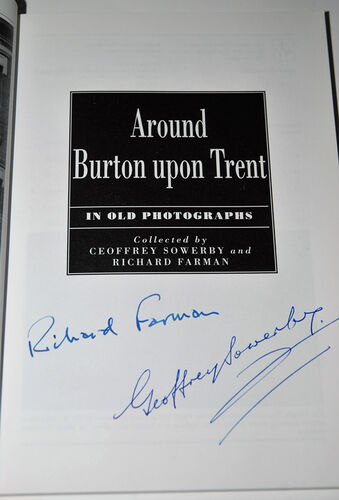 Around
Burton upon Trent
IN OLD PHOTOGRAPHS
Collected by
GEOFFREY SOWERBY and
RICHARD FARMAN
Richard Farman
Geoffrey Sowerby.